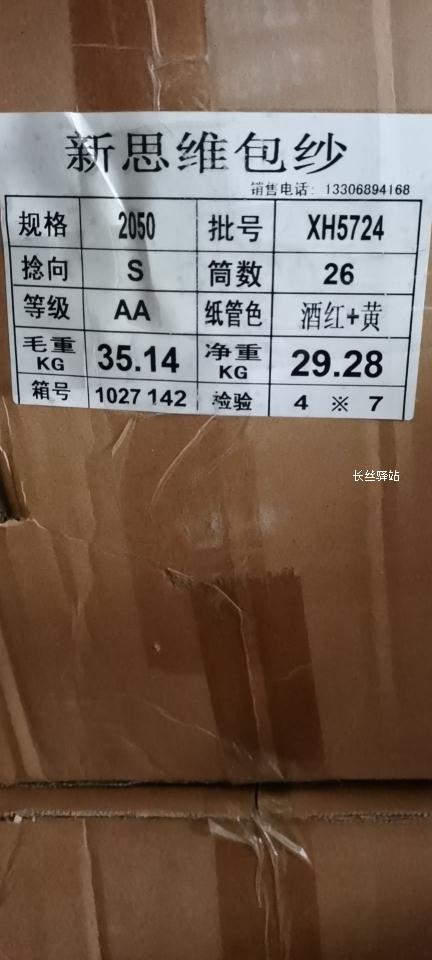 新思维包纱
销售电话: 13306894168
规格 2050 批号 XH5724
捻向 S 筒数 26
等级 AA 纸管色 酒红+黄
毛重 KG 35.14 净重 KG 29.28
箱号 1027 142 检验 4 ※ 7
长丝驿站